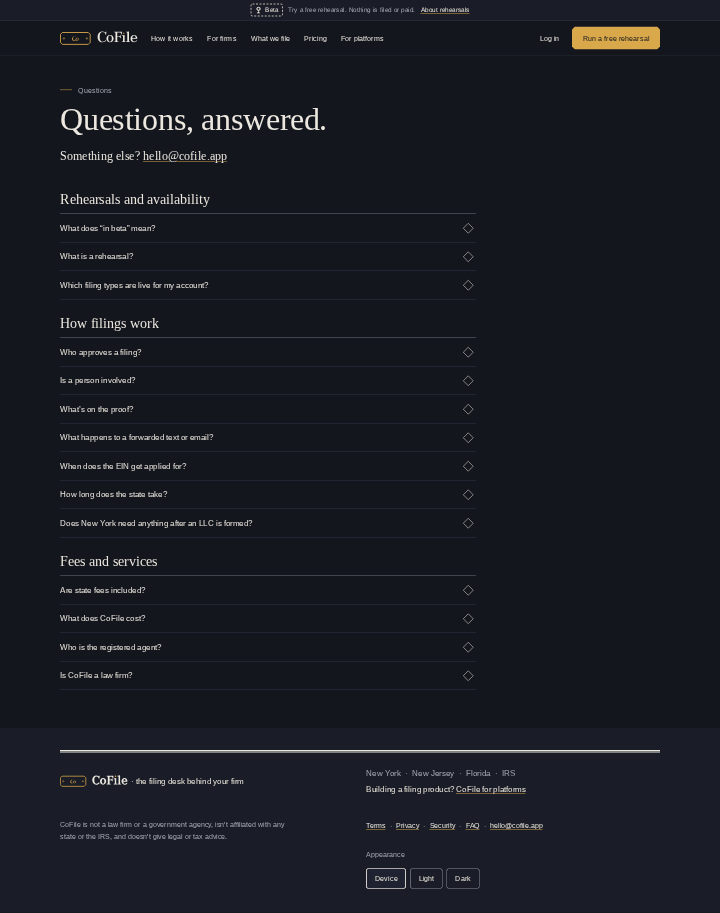 Beta Try a free rehearsal. Nothing is filed or paid. About rehearsals
Co CoFile How it works For firms What we file Pricing For platforms Log in Run a free rehearsal
Questions
Questions, answered.
Something else? hello@cofile.app
Rehearsals and availability
What does “in beta” mean?
What is a rehearsal?
Which filing types are live for my account?
How filings work
Who approves a filing?
Is a person involved?
What’s on the proof?
What happens to a forwarded text or email?
When does the EIN get applied for?
How long does the state take?
Does New York need anything after an LLC is formed?
Fees and services
Are state fees included?
What does CoFile cost?
Who is the registered agent?
Is CoFile a law firm?
Co CoFile · the filing desk behind your firm
CoFile is not a law firm or a government agency, isn’t affiliated with any
state or the IRS, and doesn’t give legal or tax advice.
New York · New Jersey · Florida · IRS
Building a filing product? CoFile for platforms
Terms · Privacy · Security · FAQ · hello@cofile.app
Appearance
Device Light Dark